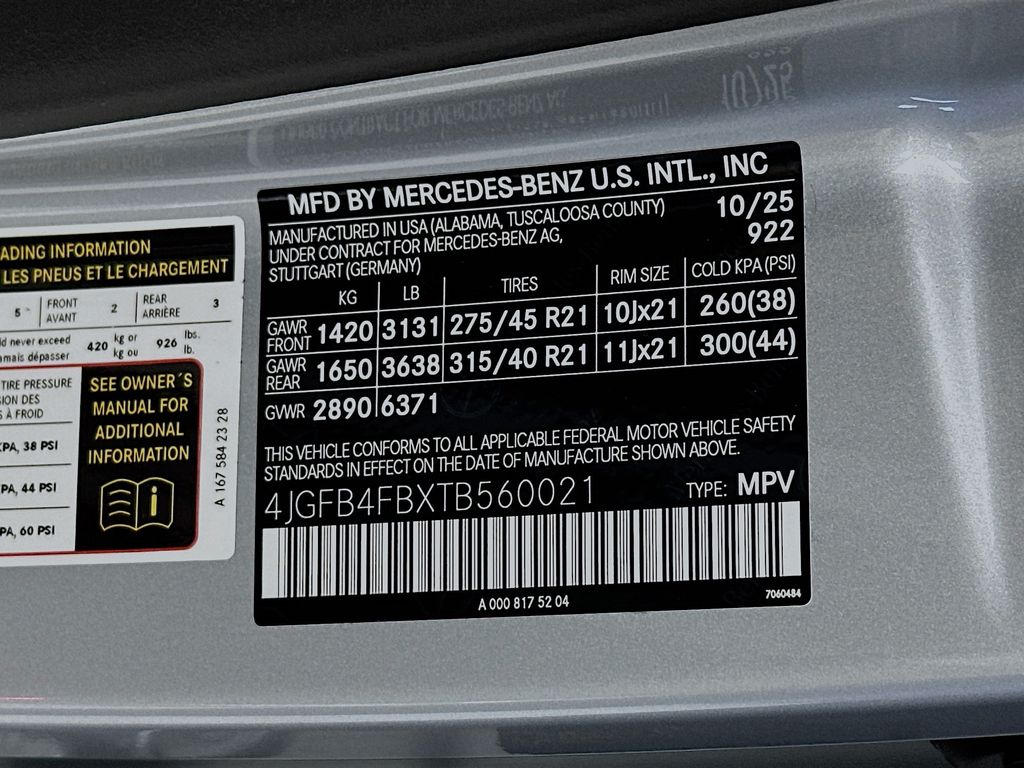 ADING INFORMATION
LES PNEUS ET LE CHARGEMENT
5 FRONT AVANT 2 REAR ARRIÈRE 3
d never exceed 420 kg or 926 lbs.
amais dépasser kg ou lb.
TIRE PRESSURE
SION DES
S À FROID
KPA, 38 PSI
PA, 44 PSI
PA, 60 PSI
SEE OWNER´S
MANUAL FOR
ADDITIONAL
INFORMATION
A 167 584 23 28
MFD BY MERCEDES-BENZ U.S. INTL., INC
MANUFACTURED IN USA (ALABAMA, TUSCALOOSA COUNTY) 10/25
UNDER CONTRACT FOR MERCEDES-BENZ AG, 922
STUTTGART (GERMANY)
KG LB TIRES RIM SIZE COLD KPA (PSI)
GAWR FRONT 1420 3131 275/45 R21 10Jx21 260(38)
GAWR REAR 1650 3638 315/40 R21 11Jx21 300(44)
GVWR 2890 6371
THIS VEHICLE CONFORMS TO ALL APPLICABLE FEDERAL MOTOR VEHICLE SAFETY
STANDARDS IN EFFECT ON THE DATE OF MANUFACTURE SHOWN ABOVE.
4JGFB4FBXTB560021 TYPE: MPV
A 000 817 52 04
7060484